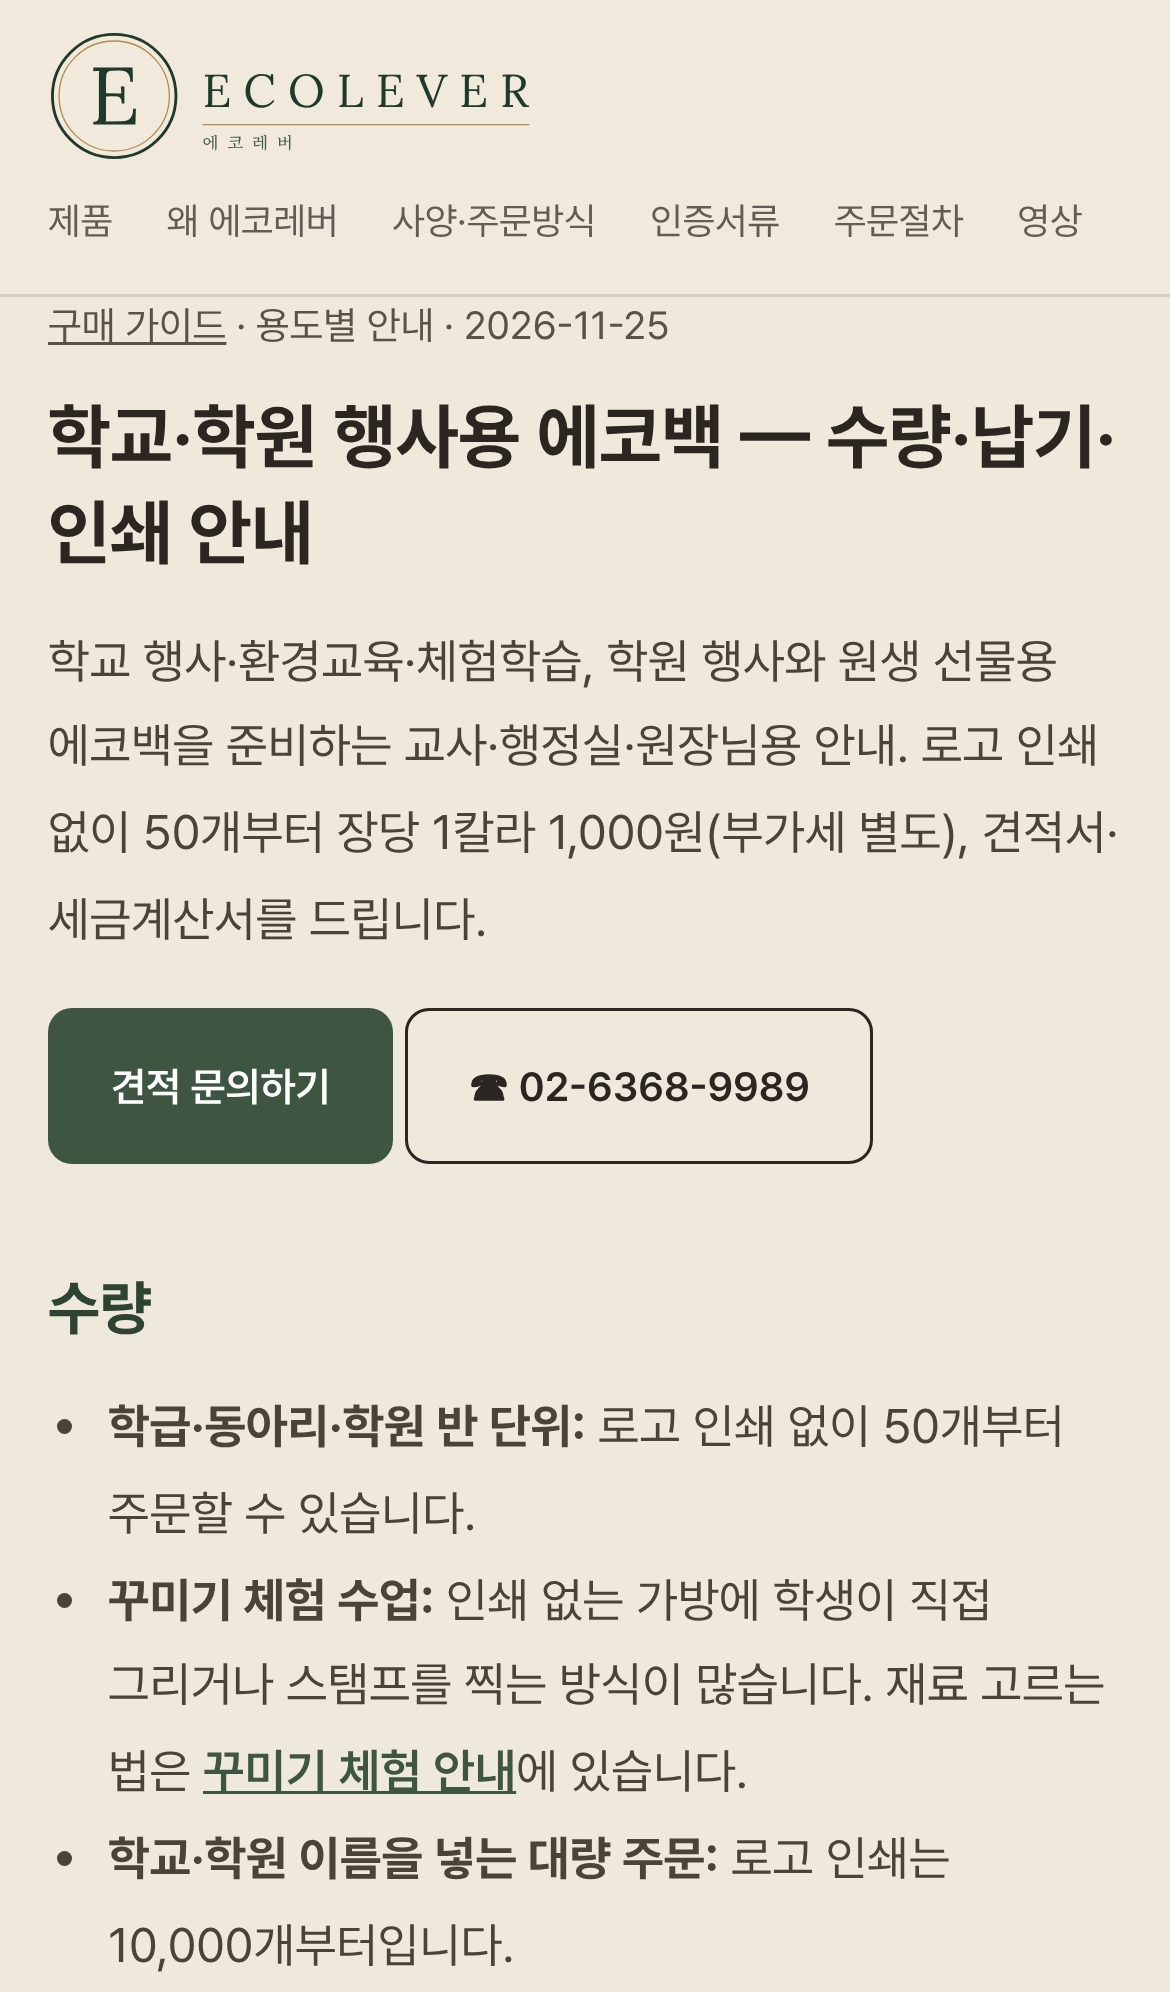 E
ECOLEVER
에코레버
제품 왜 에코레버 사양·주문방식 인증서류 주문절차 영상
구매 가이드 · 용도별 안내 · 2026-11-25
학교·학원 행사용 에코백 — 수량·납기·
인쇄 안내
학교 행사·환경교육·체험학습, 학원 행사와 원생 선물용
에코백을 준비하는 교사·행정실·원장님용 안내. 로고 인쇄
없이 50개부터 장당 1칼라 1,000원(부가세 별도), 견적서·
세금계산서를 드립니다.
견적 문의하기 ☎ 02-6368-9989
수량
• 학급·동아리·학원 반 단위: 로고 인쇄 없이 50개부터
주문할 수 있습니다.
• 꾸미기 체험 수업: 인쇄 없는 가방에 학생이 직접
그리거나 스탬프를 찍는 방식이 많습니다. 재료 고르는
법은 꾸미기 체험 안내에 있습니다.
• 학교·학원 이름을 넣는 대량 주문: 로고 인쇄는
10,000개부터입니다.